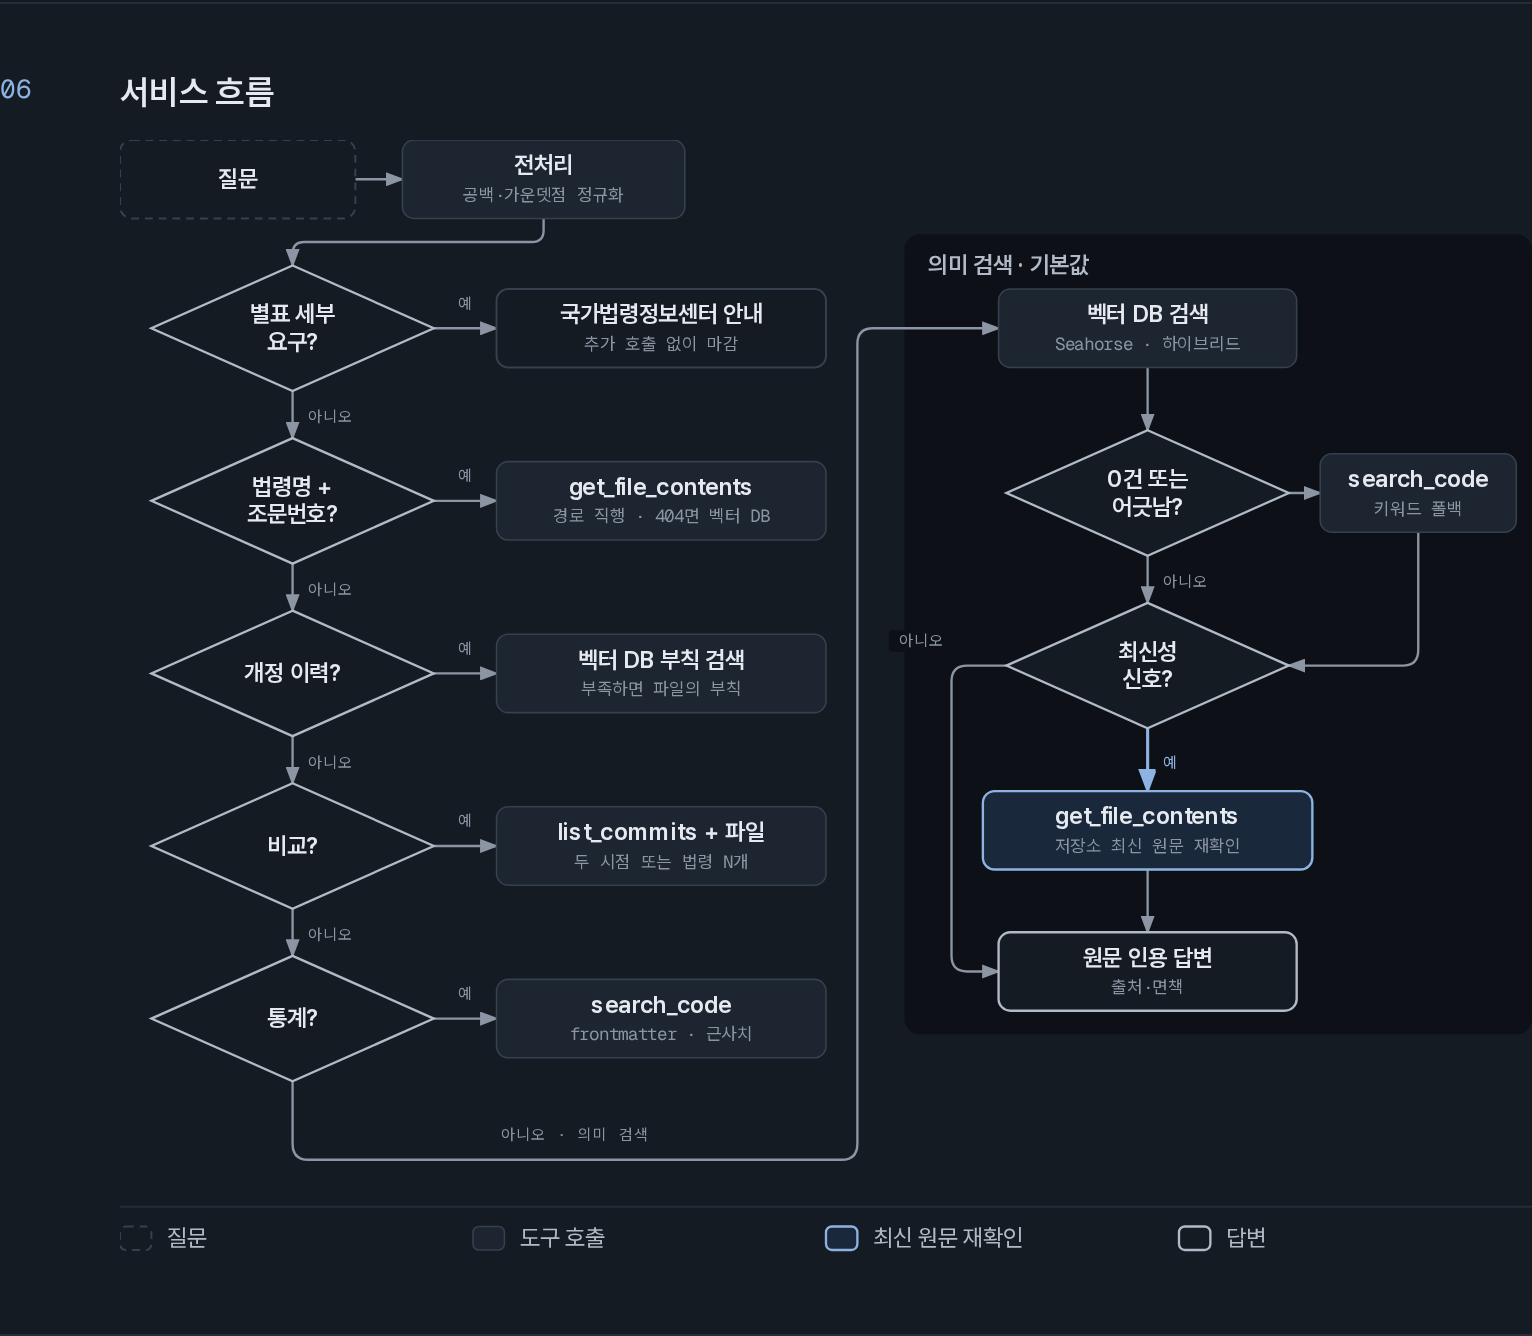 06
서비스 흐름
질문
전처리
공백·가운뎃점 정규화
별표 세부
요구?
예
국가법령정보센터 안내
추가 호출 없이 마감
아니오
법령명 +
조문번호?
예
get_file_contents
경로 직행 · 404면 벡터 DB
아니오
개정 이력?
예
벡터 DB 부칙 검색
부족하면 파일의 부칙
아니오
비교?
예
list_commits + 파일
두 시점 또는 법령 N개
아니오
통계?
예
search_code
frontmatter · 근사치
아니오 · 의미 검색
의미 검색 · 기본값
벡터 DB 검색
Seahorse · 하이브리드
0건 또는
어긋남?
search_code
키워드 폴백
아니오
최신성
신호?
아니오
예
get_file_contents
저장소 최신 원문 재확인
원문 인용 답변
출처·면책
질문
도구 호출
최신 원문 재확인
답변